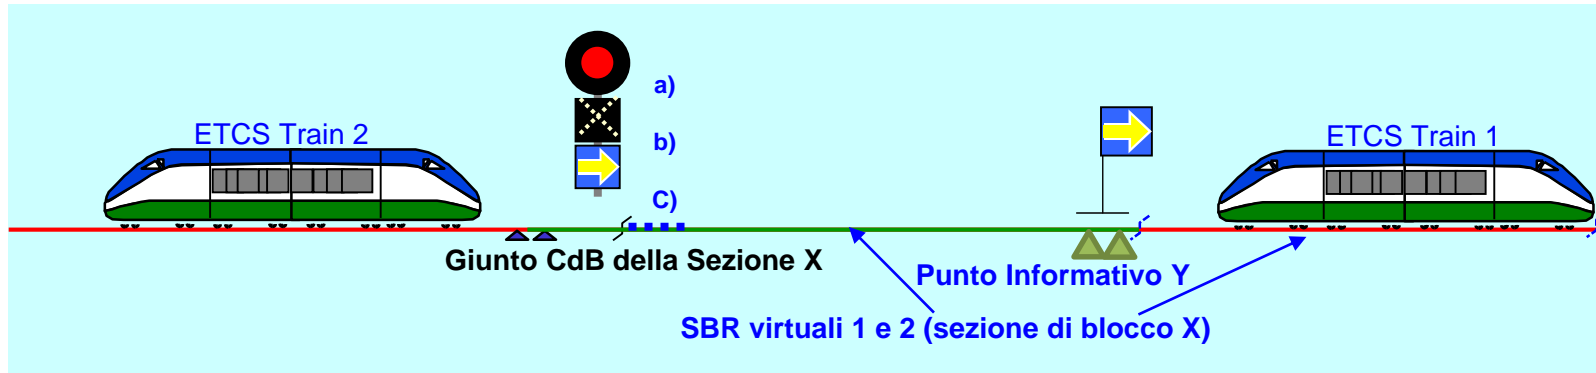 a)
ETCS Train 2
b)
ETCS Train 1
C)
Giunto CdB della Sezione X
Punto Informativo Y
SBR virtuali 1 e 2 (sezione di blocco X)